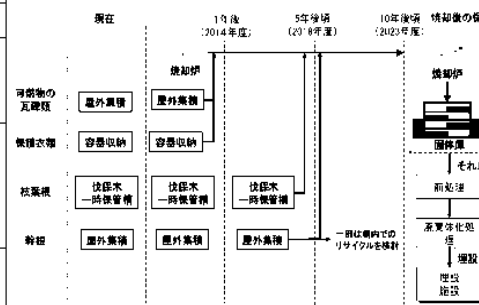 現在
1年後
(2014年度)
5年後頃
(2018年度)
10年後頃
(2023年度)
焼却後の
焼却炉
可燃物の
瓦礫類
屋外集積
屋外集積
保護衣類
容器収納
容器収納
枝葉根
伐採木
一時保管槽
伐採木
一時保管槽
伐採木
一時保管槽
幹根
屋外集積
屋外集積
屋外集積
一部は構内での
リサイクルを検討
焼却炉
固体庫
前処理
廃棄体化処
理
埋設
埋設
施設